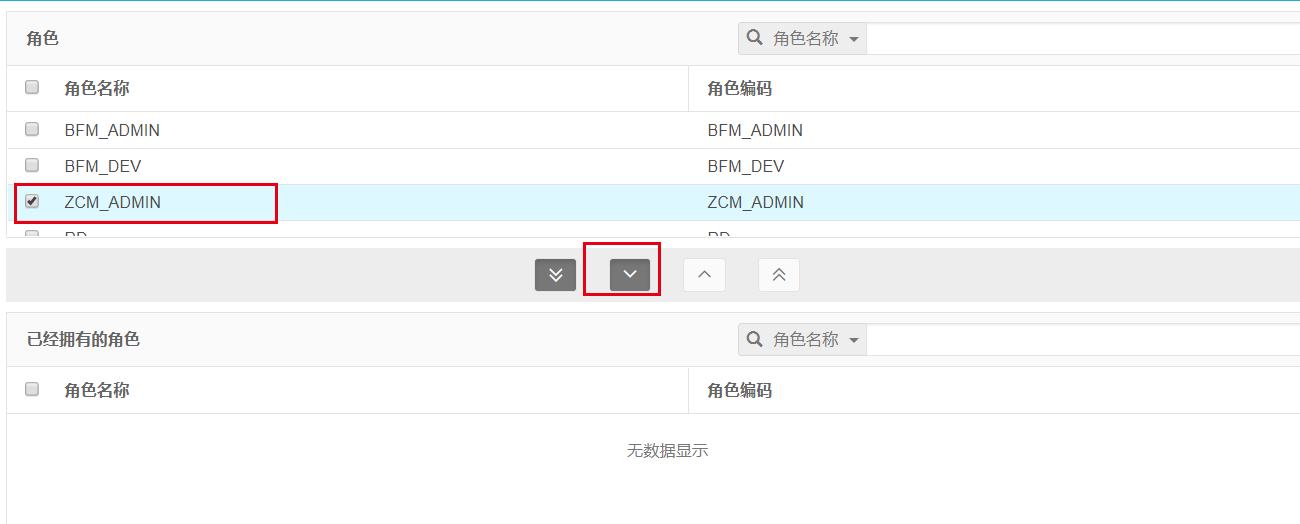 角色
角色名称
角色名称 角色编码
BFM_ADMIN BFM_ADMIN
BFM_DEV BFM_DEV
ZCM_ADMIN ZCM_ADMIN
已经拥有的角色
角色名称
角色名称 角色编码
无数据显示